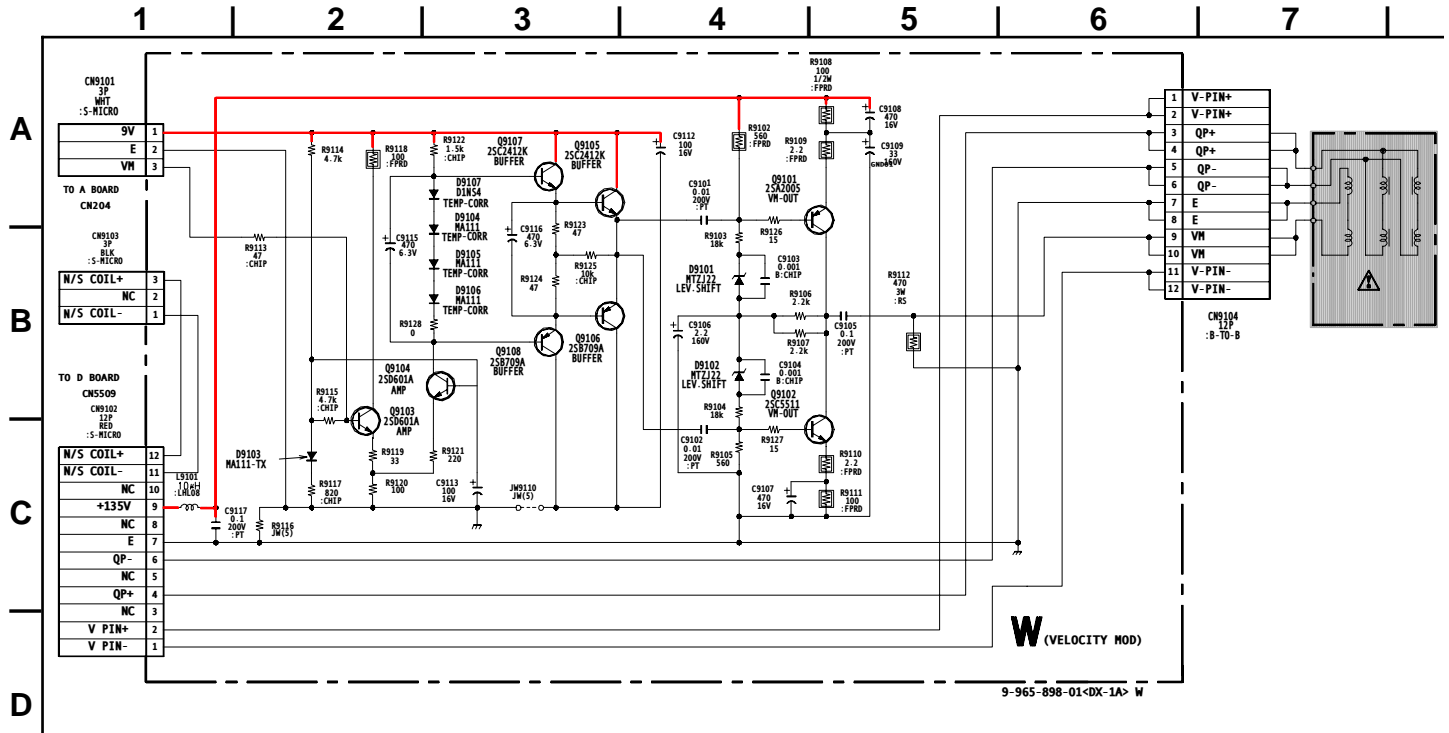 1 2 3 4 5 6 7
A
B
C
D
CN9101
3P
WHT
:S-MICRO
9V 1
E 2
VM 3
TO A BOARD
CN204
CN9103
3P
BLK
:S-MICRO
N/S COIL+ 3
NC 2
N/S COIL- 1
TO D BOARD
CN5509
CN9102
12P
RED
:S-MICRO
N/S COIL+ 12
N/S COIL- 11
NC 10
+135V 9
NC 8
E 7
QP- 6
NC 5
QP+ 4
NC 3
V PIN+ 2
V PIN- 1
L9101
10μH
:LHL08
C9117
0.1
200V
:PT
R9116
JW(5)
R9113
47
:CHIP
R9114
4.7k
R9118
100
:FPRD
R9115
4.7k
:CHIP
D9103
MA111-TX
R9117
820
:CHIP
Q9103
2SD601A
AMP
R9119
33
R9120
100
Q9104
2SD601A
AMP
R9121
220
R9122
1.5k
:CHIP
C9115
470
6.3V
D9107
D1NS4
TEMP-CORR
D9104
MA111
TEMP-CORR
D9105
MA111
TEMP-CORR
D9106
MA111
TEMP-CORR
R9128
0
C9113
100
16V
JW9110
JW(5)
Q9107
2SC2412K
BUFFER
Q9105
2SC2412K
BUFFER
C9116
470
6.3V
R9123
47
R9124
47
R9125
10k
:CHIP
Q9108
2SB709A
BUFFER
Q9106
2SB709A
BUFFER
C9112
100
16V
C9101
0.01
200V
:PT
R9102
560
:FPRD
R9103
18k
D9101
MTZJ22
LEV.SHIFT
C9103
0.001
B:CHIP
R9126
15
Q9101
2SA2005
VM-OUT
R9108
100
1/2W
:FPRD
R9109
2.2
:FPRD
C9108
470
16V
C9109
33
160V
GND01
C9106
2.2
160V
R9106
2.2k
R9107
2.2k
C9105
0.1
200V
:PT
R9112
470
3W
:RS
D9102
MTZJ22
LEV.SHIFT
C9104
0.001
B:CHIP
Q9102
2SC5511
VM-OUT
R9104
18k
R9127
15
C9102
0.01
200V
:PT
R9105
560
R9110
2.2
:FPRD
C9107
470
16V
R9111
100
:FPRD
1 V-PIN+
2 V-PIN+
3 QP+
4 QP+
5 QP-
6 QP-
7 E
8 E
9 VM
10 VM
11 V-PIN-
12 V-PIN-
CN9104
12P
:B-TO-B
W (VELOCITY MOD)
9-965-898-01<DX-1A> W